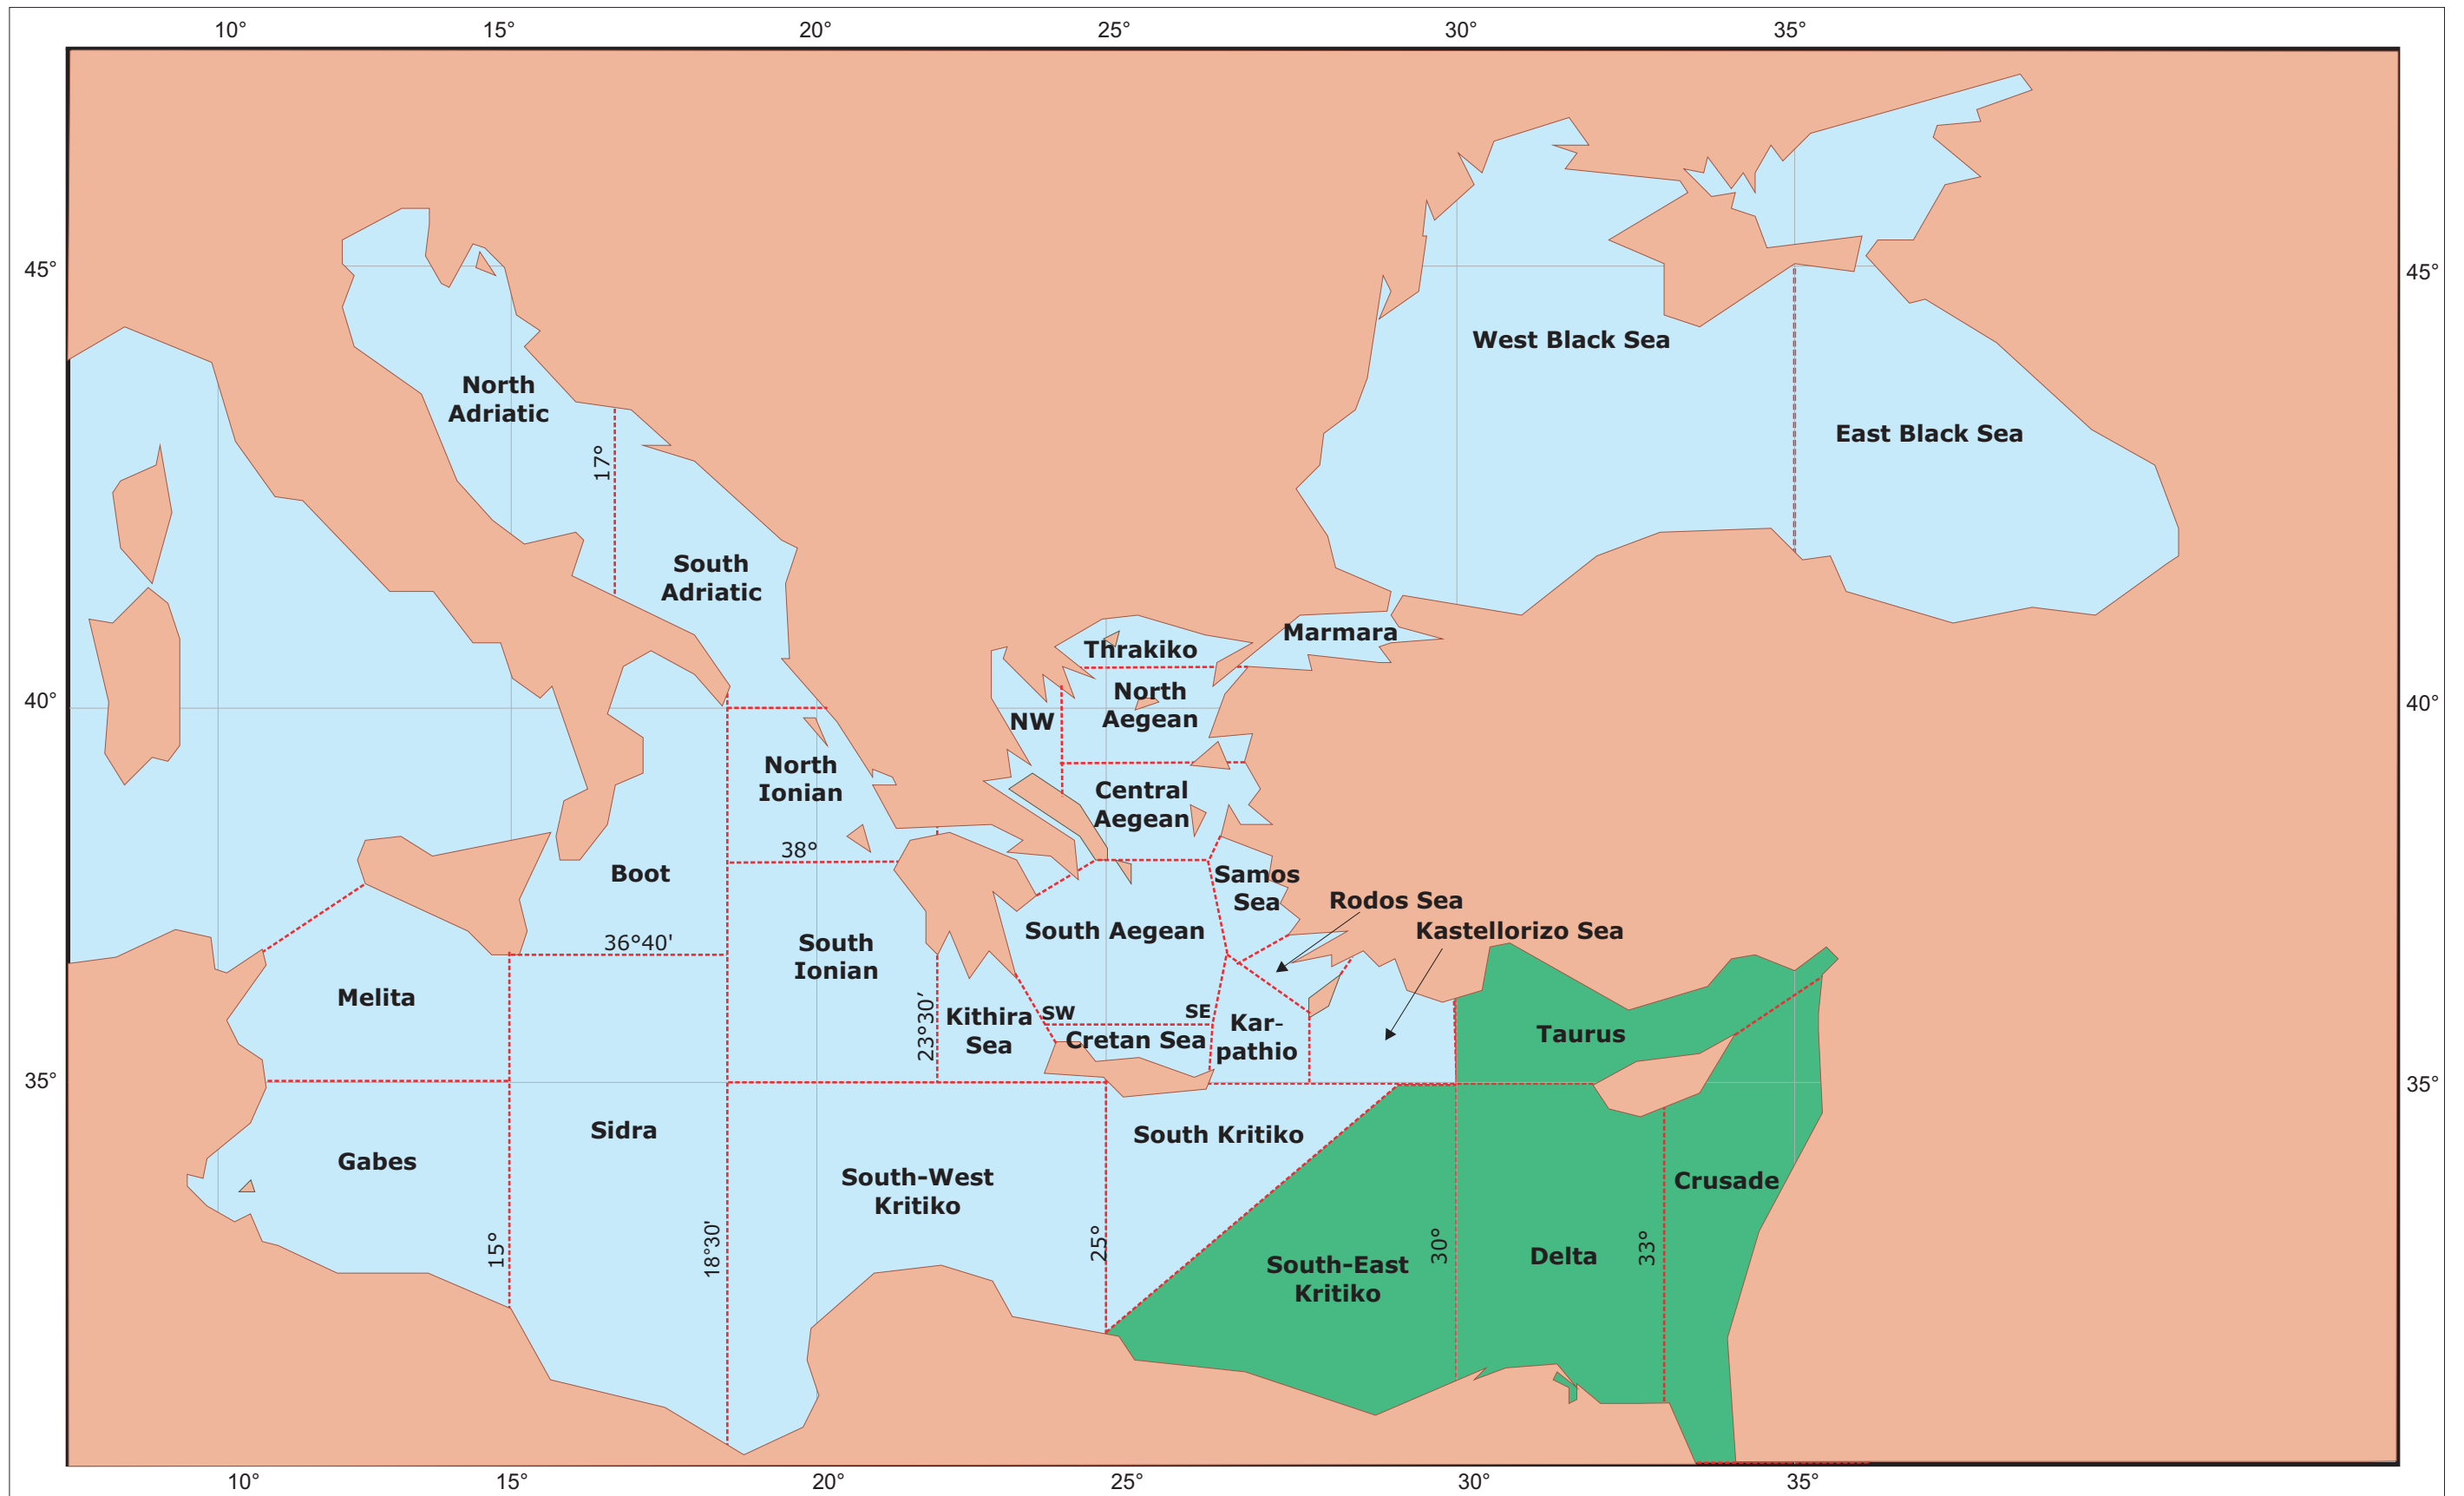 10° 15° 20° 25° 30° 35°
45° 45°
West Black Sea
North
Adriatic
East Black Sea
17°
South
Adriatic
Marmara
Thrakiko
40° 40°
North
Aegean
NW
North
Ionian
Central
Aegean
38°
Boot
Samos
Sea
Rodos Sea
South Aegean
Kastellorizo Sea
36°40'
South
Ionian
Melita
23°30’
Kithira
Sea
SW
SE
Kar-
pathio
Cretan Sea
Taurus
35° 35°
Sidra
South Kritiko
Gabes
South-West
Kritiko
Crusade
15°
18°30'
25°
30°
33°
South-East
Kritiko
Delta
10° 15° 20° 25° 30° 35°